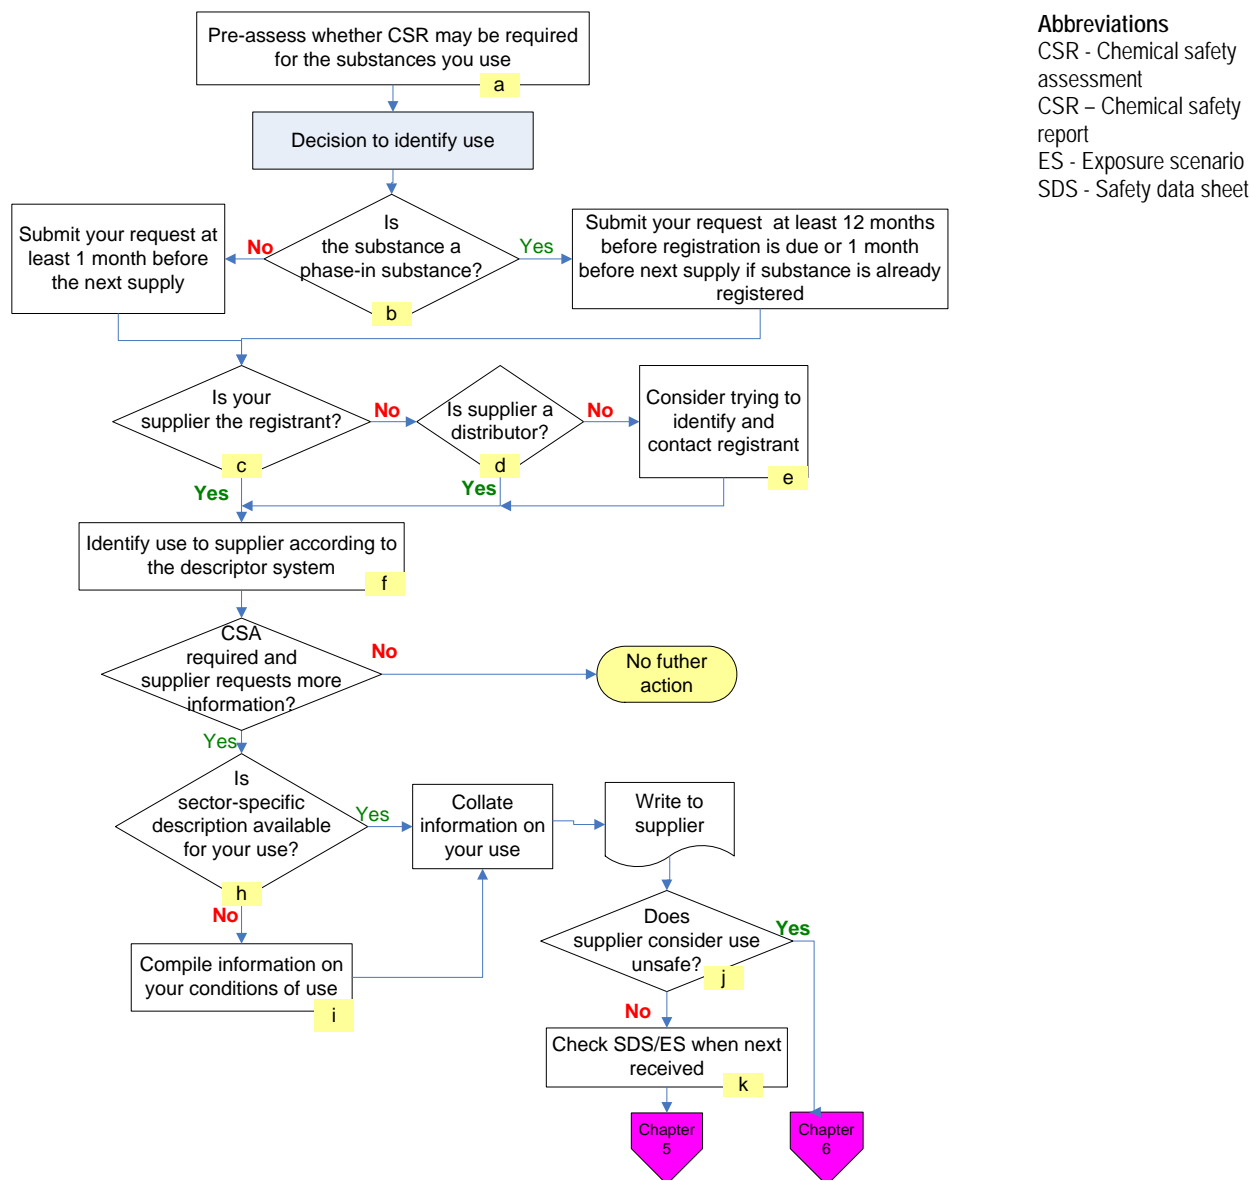 Pre-assess whether CSR may be required
for the substances you use
a
Abbreviations
CSR - Chemical safety
assessment
CSR – Chemical safety
report
ES - Exposure scenario
SDS - Safety data sheet
Decision to identify use
Submit your request at
least 1 month before
the next supply
No
Is
the substance a
phase-in substance?
b
Yes
Submit your request at least 12 months
before registration is due or 1 month
before next supply if substance is already
registered
Is your
supplier the registrant?
c
No
Is supplier a
distributor?
d
No
Consider trying to
identify and
contact registrant
e
Yes
Yes
Identify use to supplier according to
the descriptor system
f
CSA
required and
supplier requests more
information?
No
No futher
action
Yes
Is
sector-specific
description available
for your use?
h
Yes
Collate
information on
your use
Write to
supplier
No
Compile information on
your conditions of use
i
Does
supplier consider use
unsafe?
j
Yes
No
Check SDS/ES when next
received
k
Chapter
5
Chapter
6